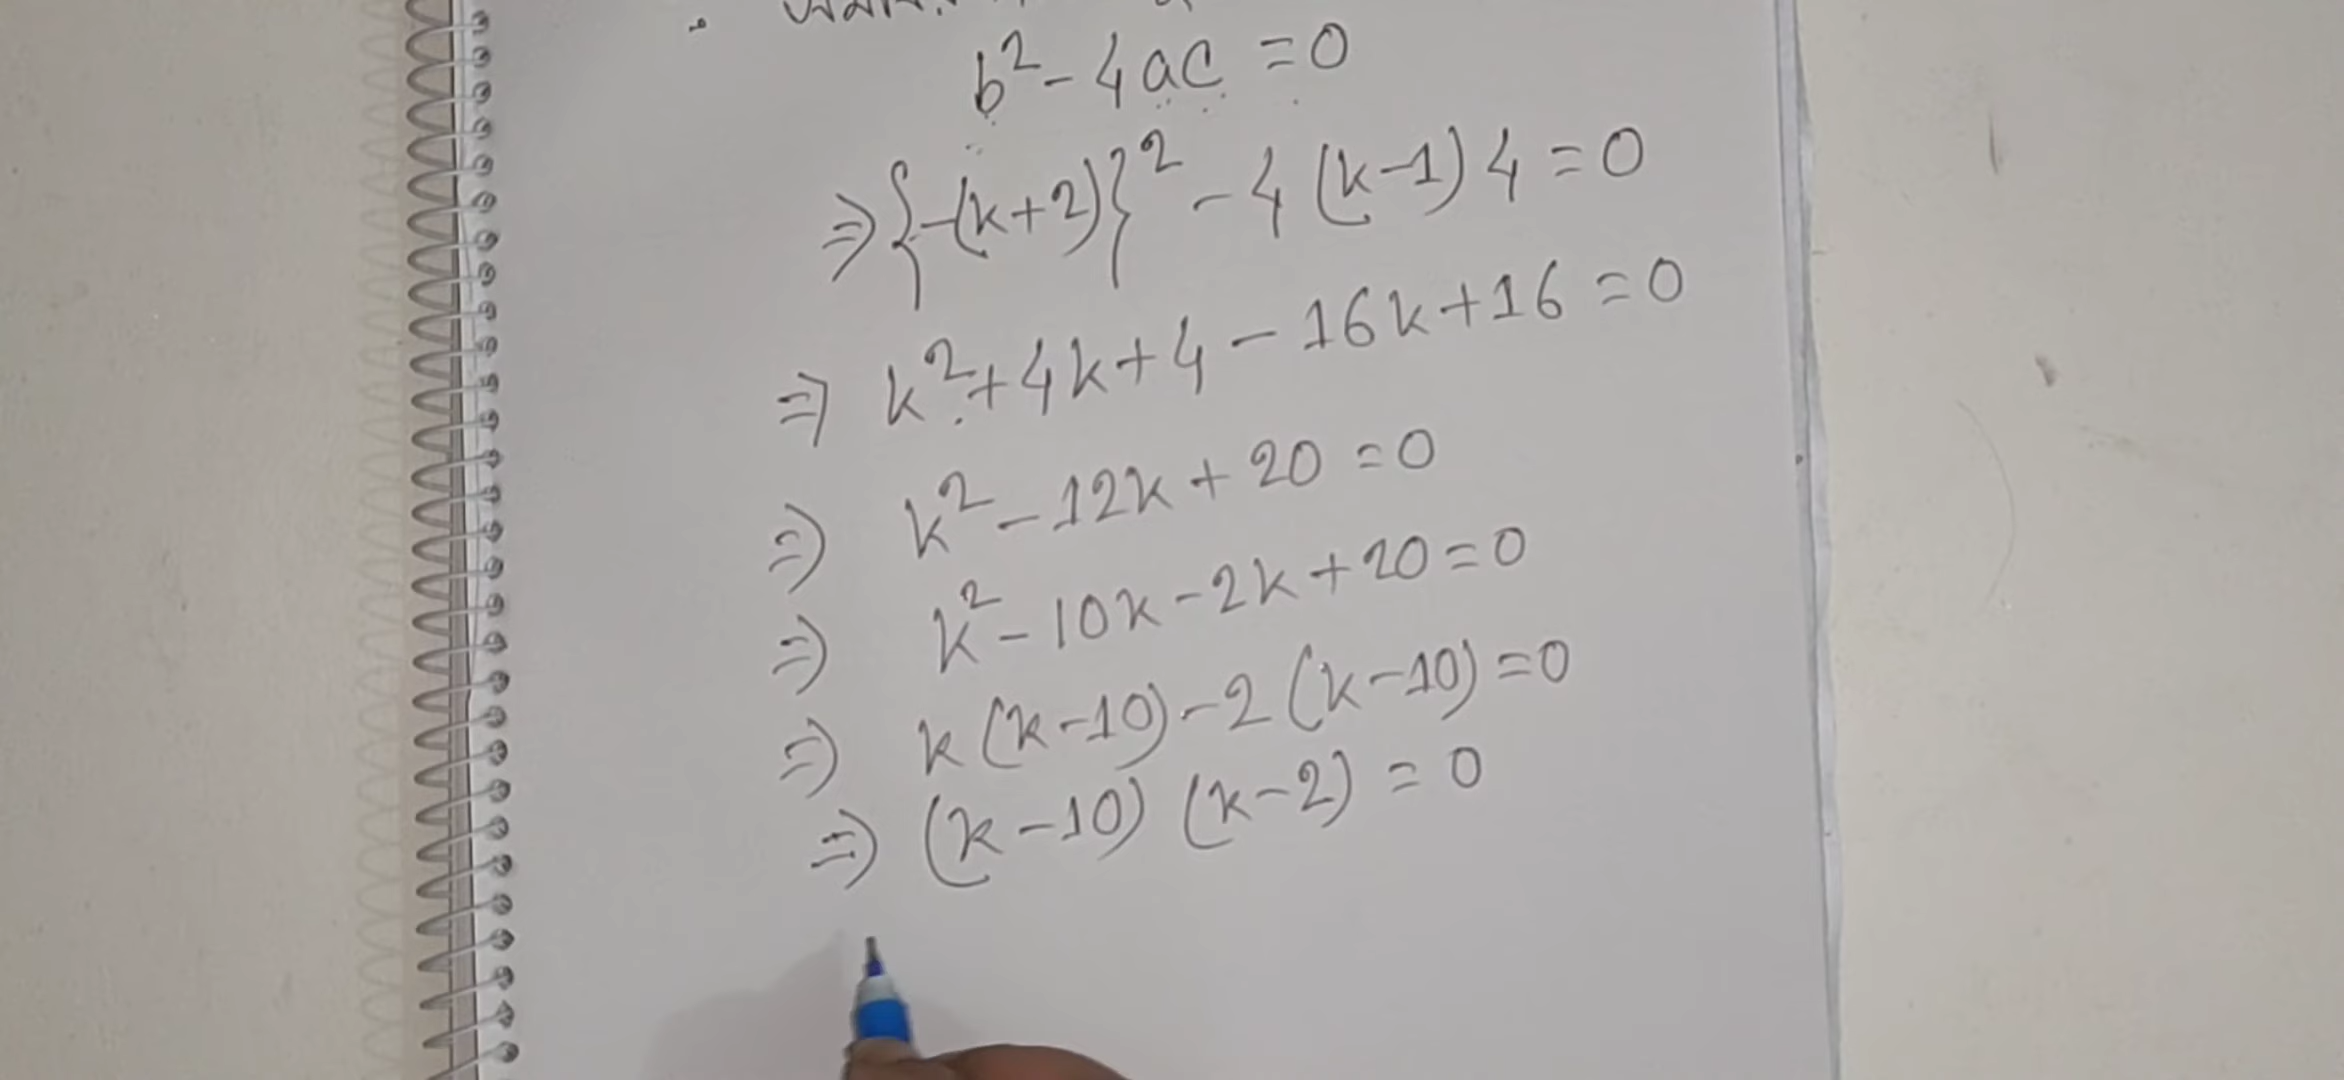 b² - 4ac = 0
⇒ {-(k+2)}² - 4(k-1)4 = 0
⇒ k² + 4k + 4 - 16k + 16 = 0
⇒ k² - 12k + 20 = 0
⇒ k² - 10k - 2k + 20 = 0
⇒ k(k-10) - 2(k-10) = 0
⇒ (k-10) (k-2) = 0